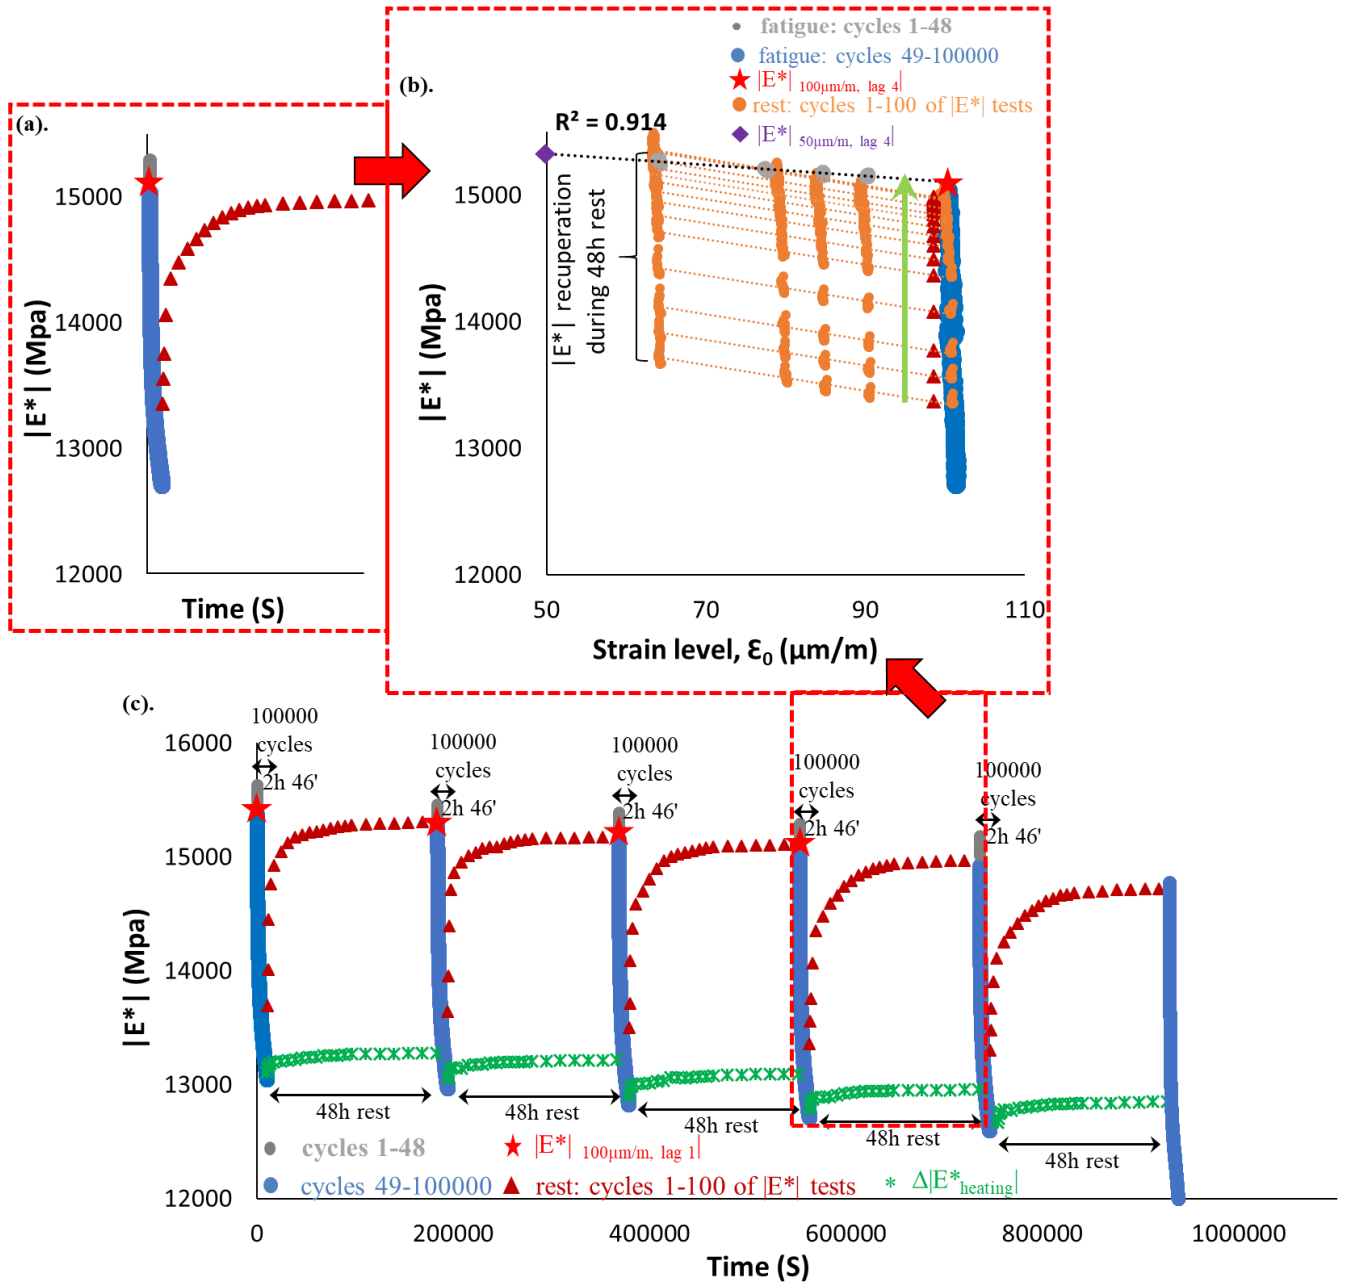 (a).
15000
14000
13000
12000
|E*| (Mpa)
Time (S)
(b).
fatigue: cycles 1-48
fatigue: cycles 49-100000
|E*| 100μm/m, lag 4|
rest: cycles 1-100 of |E*| tests
|E*| 50μm/m, lag 4|
R² = 0.914
15000
14000
13000
12000
|E*| (Mpa)
|E*| recuperation
during 48h rest
50
70
90
110
Strain level, Ɛ0 (μm/m)
(c).
16000
15000
14000
13000
12000
|E*| (Mpa)
100000
cycles
2h 46'
100000
cycles
2h 46'
100000
cycles
2h 46'
100000
cycles
2h 46'
100000
cycles
2h 46'
48h rest
48h rest
48h rest
48h rest
48h rest
cycles 1-48
|E*| 100μm/m, lag 1|
cycles 49-100000
rest: cycles 1-100 of |E*| tests
Δ|E*heating|
0
200000
400000
600000
800000
1000000
Time (S)